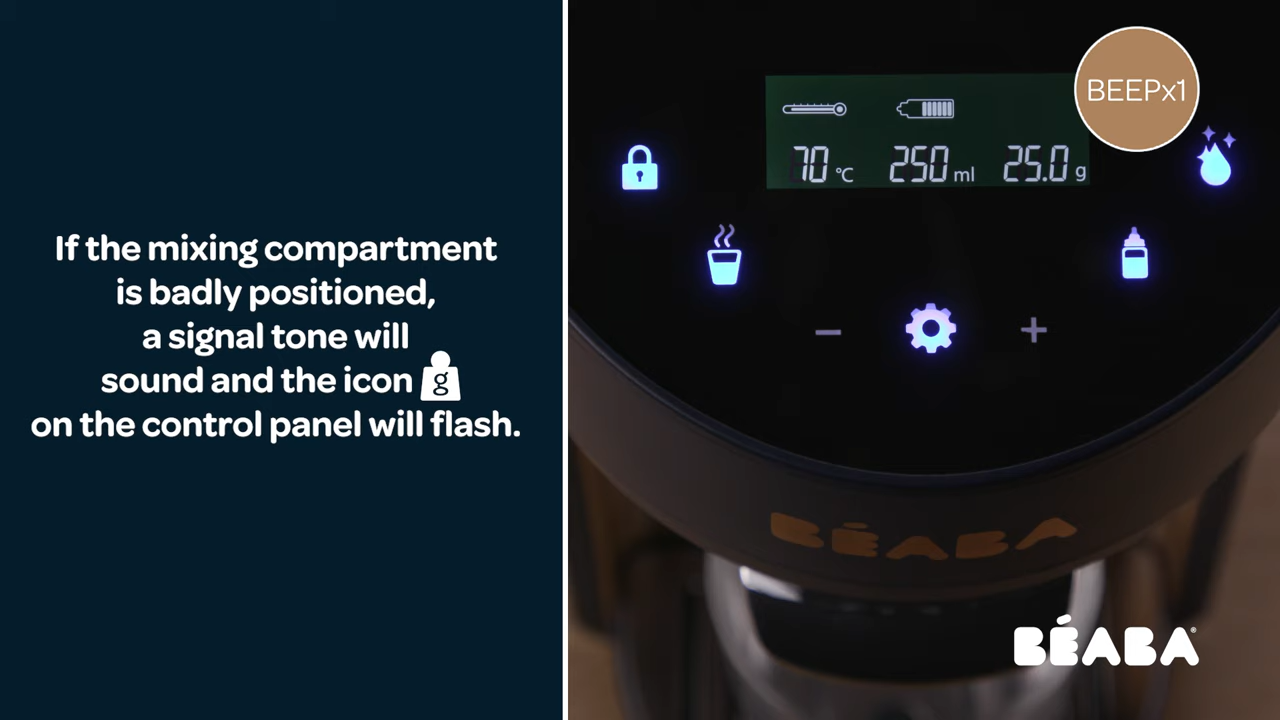 If the mixing compartment
is badly positioned,
a signal tone will
sound and the icon g
on the control panel will flash.
BEEPx1
70 °C 250 ml 25.0 g
BÉABA
BÉABA®